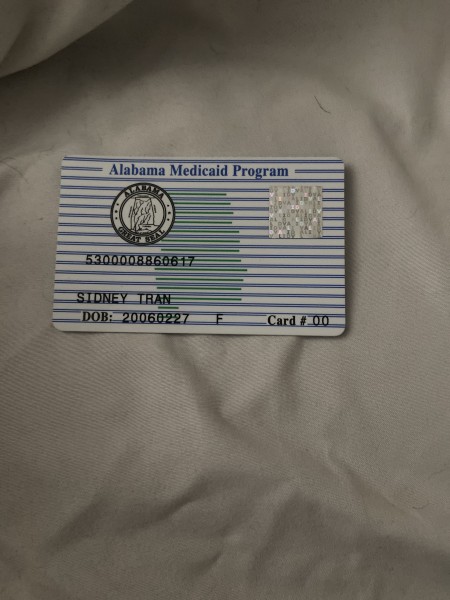 Alabama Medicaid Program
ALABAMA
GREAT SEAL
5300008860617
SIDNEY TRAN
DOB: 20060227 F Card # 00